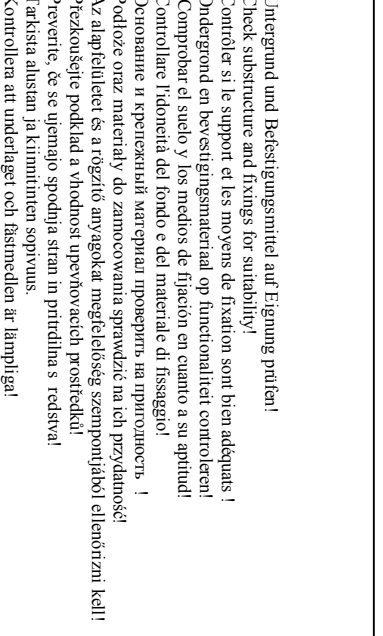 Untergrund und Befestigungsmittel auf Eignung prüfen!
Check substructure and fixings for suitability!
Contrôler si le support et les moyens de fixation sont bien adéquats !
Ondergrond en bevestigingsmateriaal op functionaliteit controleren!
Comprobar el suelo y los medios de fijación en cuanto a su aptitud!
Controllare l'idoneità del fondo e del materiale di fissaggio!
Основание и крепежный материал проверить на пригодность !
Podłoże oraz materiały do zamocowania sprawdzić na ich przydatność!
Az alapfelületet és a rögzítő anyagokat megfelelőség szempontjából ellenőrizni kell!
Přezkoušejte podklad a vhodnost upevňovacích prostředků!
Preverite, če se ujemajo spodnja stran in pritrdilna s redstva!
Tarkista alustan ja kiinnitinten sopivuus.
Kontrollera att underlaget och fästmedlen är lämpliga!